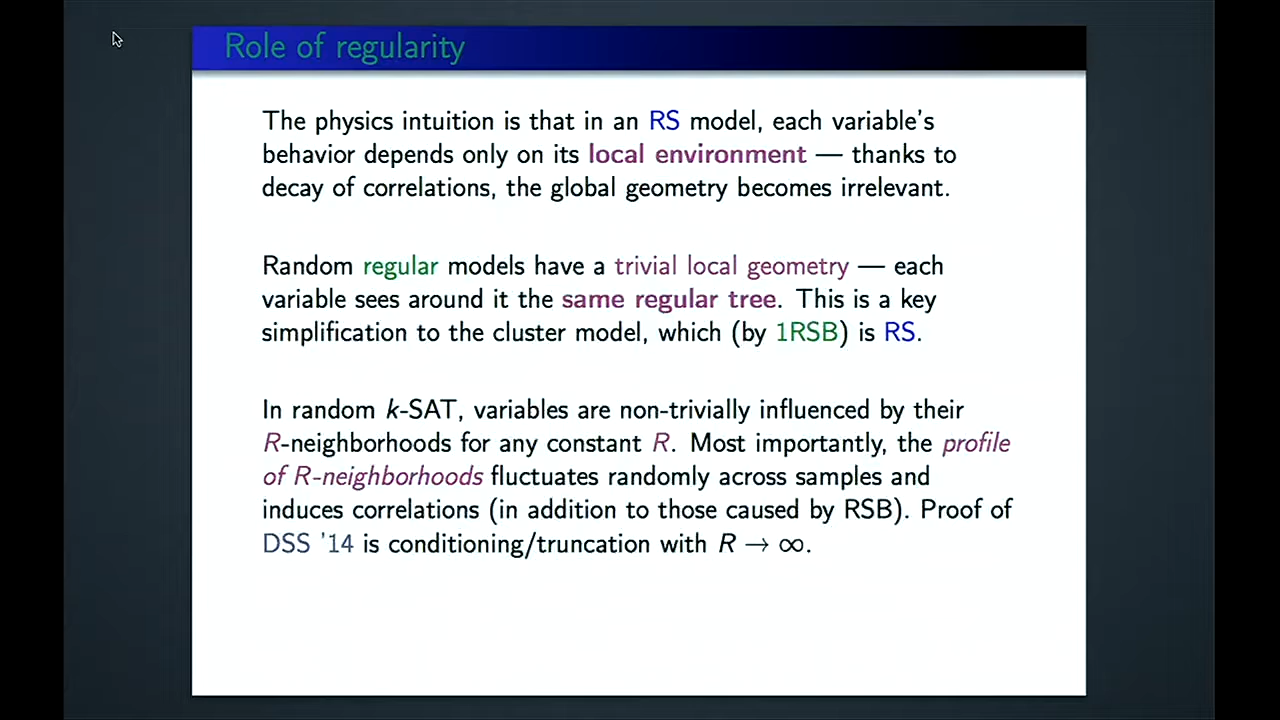 Role of regularity
The physics intuition is that in an RS model, each variable's
behavior depends only on its local environment — thanks to
decay of correlations, the global geometry becomes irrelevant.
Random regular models have a trivial local geometry — each
variable sees around it the same regular tree. This is a key
simplification to the cluster model, which (by 1RSB) is RS.
In random k-SAT, variables are non-trivially influenced by their
R-neighborhoods for any constant R. Most importantly, the profile
of R-neighborhoods fluctuates randomly across samples and
induces correlations (in addition to those caused by RSB). Proof of
DSS '14 is conditioning/truncation with R → ∞.